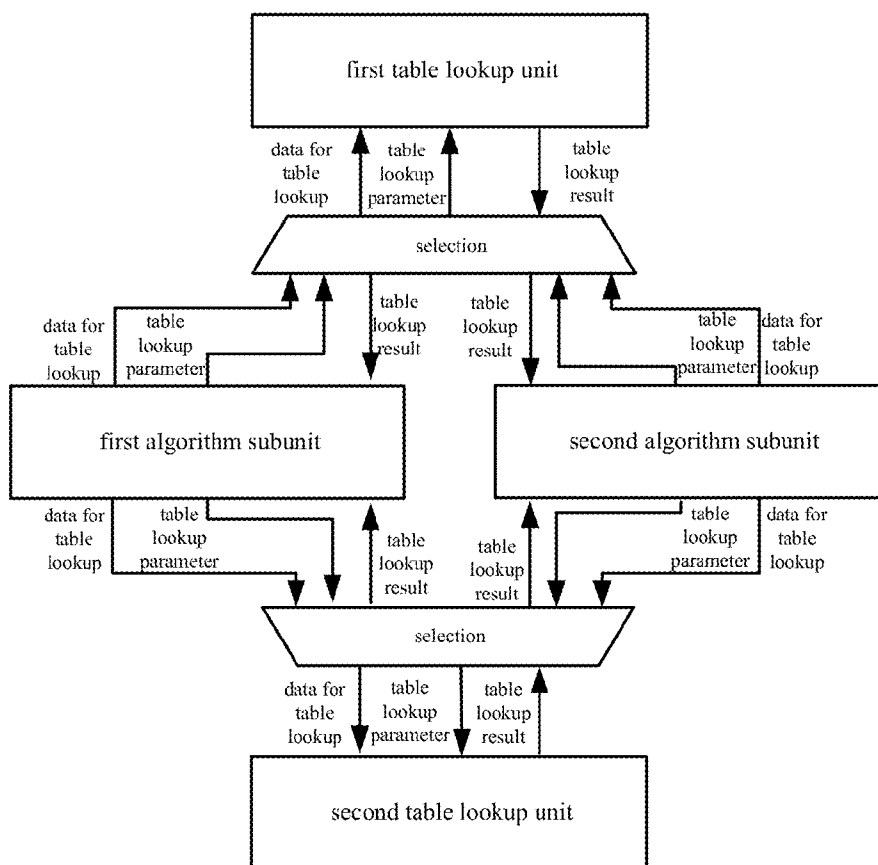 first table lookup unit
data for
table
lookup
table
lookup
parameter
table
lookup
result
selection
data for
table
lookup
table
lookup
parameter
table
lookup
result
table
lookup
result
table
lookup
parameter
data for
table
lookup
first algorithm subunit
second algorithm subunit
data for
table
lookup
table
lookup
parameter
table
lookup
result
table
lookup
result
table
lookup
parameter
data for
table
lookup
selection
data for
table
lookup
table
lookup
parameter
table
lookup
result
second table lookup unit